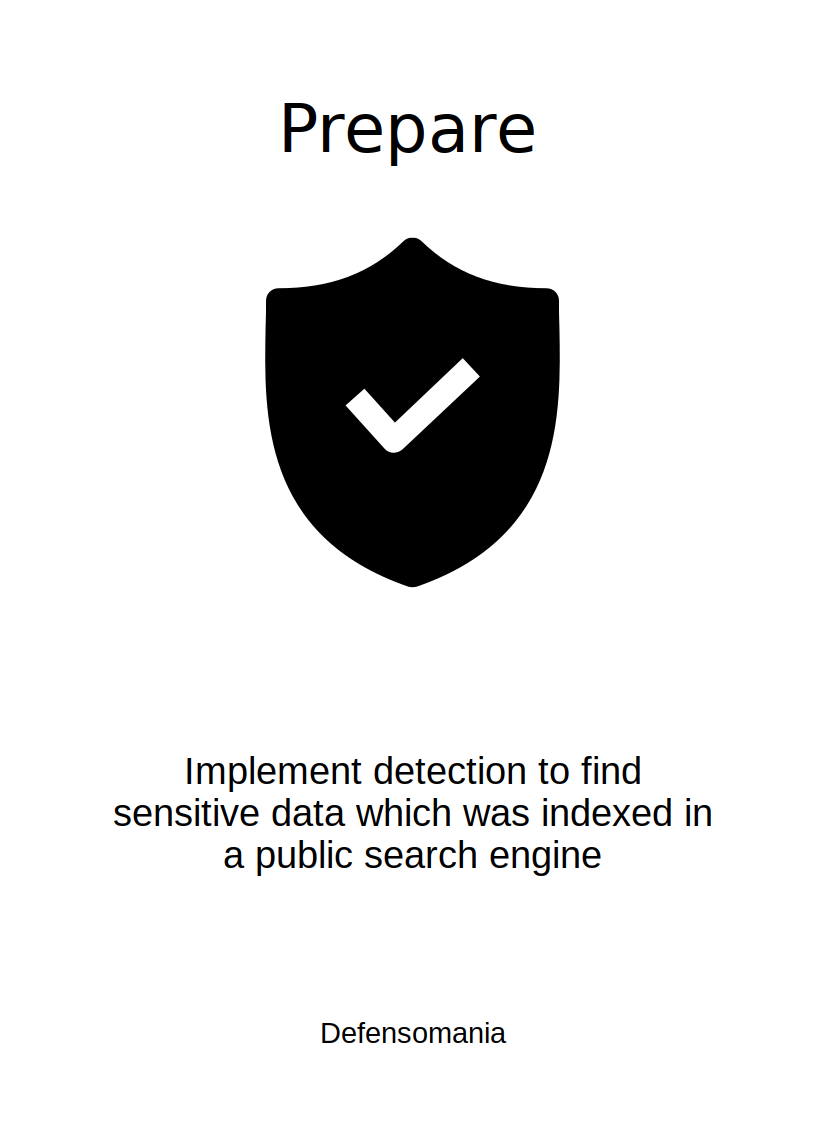 Prepare
Implement detection to find
sensitive data which was indexed in
a public search engine
Defensomania